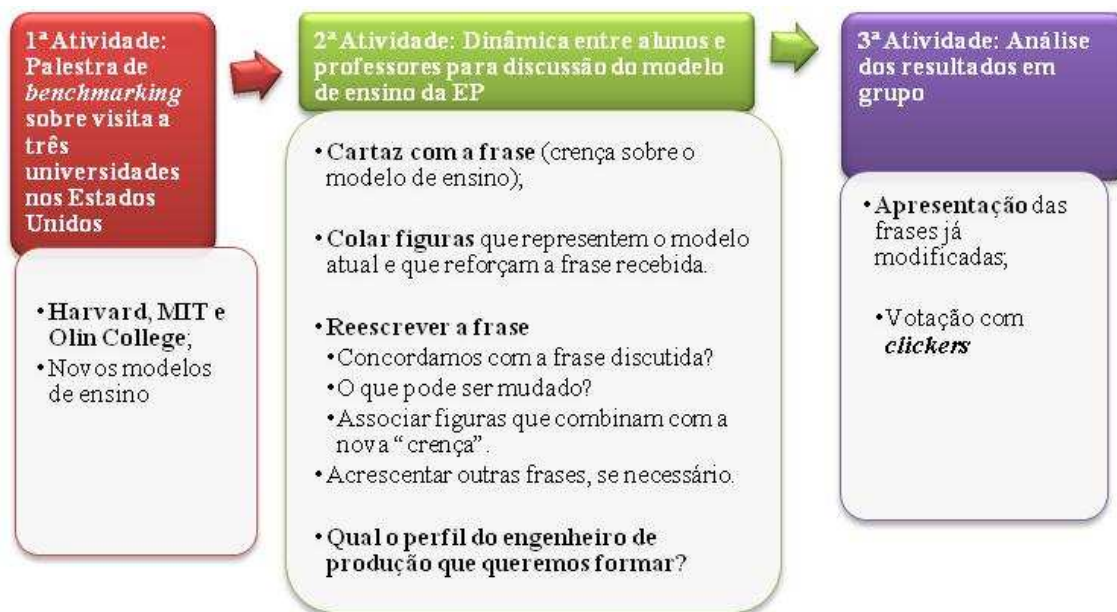 1ª Atividade:
Palestra de
benchmarking
sobre visita a
três
universidades
nos Estados
Unidos
• Harvard, MIT e
Olin College;
• Novos modelos
de ensino
2ª Atividade: Dinâmica entre alunos e
professores para discussão do modelo
de ensino da EP
• Cartaz com a frase (crença sobre o
modelo de ensino);
• Colar figuras que representem o modelo
atual e que reforçam a frase recebida.
• Reescrever a frase
• Concordamos com a frase discutida?
• O que pode ser mudado?
• Associar figuras que combinam com a
nova “crença”.
• Acrescentar outras frases, se necessário.
• Qual o perfil do engenheiro de
produção que queremos formar?
3ª Atividade: Análise
dos resultados em
grupo
• Apresentação das
frases já
modificadas;
• Votação com
clickers